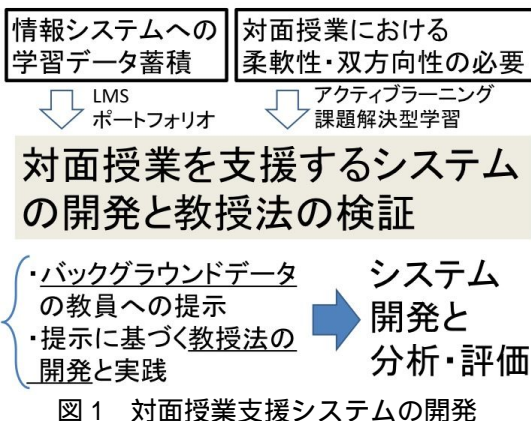 情報システムへの
学習データ蓄積
対面授業における
柔軟性・双方向性の必要
LMS
ポートフォリオ
アクティブラーニング
課題解決型学習
対面授業を支援するシステム
の開発と教授法の検証
・バックグラウンドデータ
の教員への提示
・提示に基づく教授法の
開発と実践
システム
開発と
分析・評価
図1 対面授業支援システムの開発